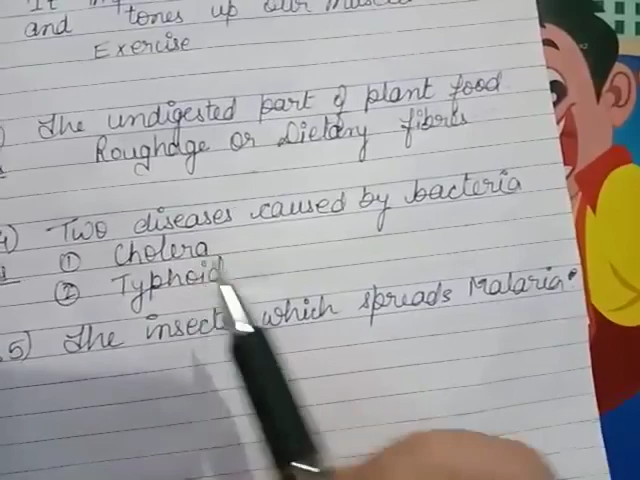 and tones up our
Exercise
The undigested part of plant food
Roughage or Dietary fibres
4) Two diseases caused by bacteria
① Cholera
② Typhoid
5) The insect which spreads Malaria.